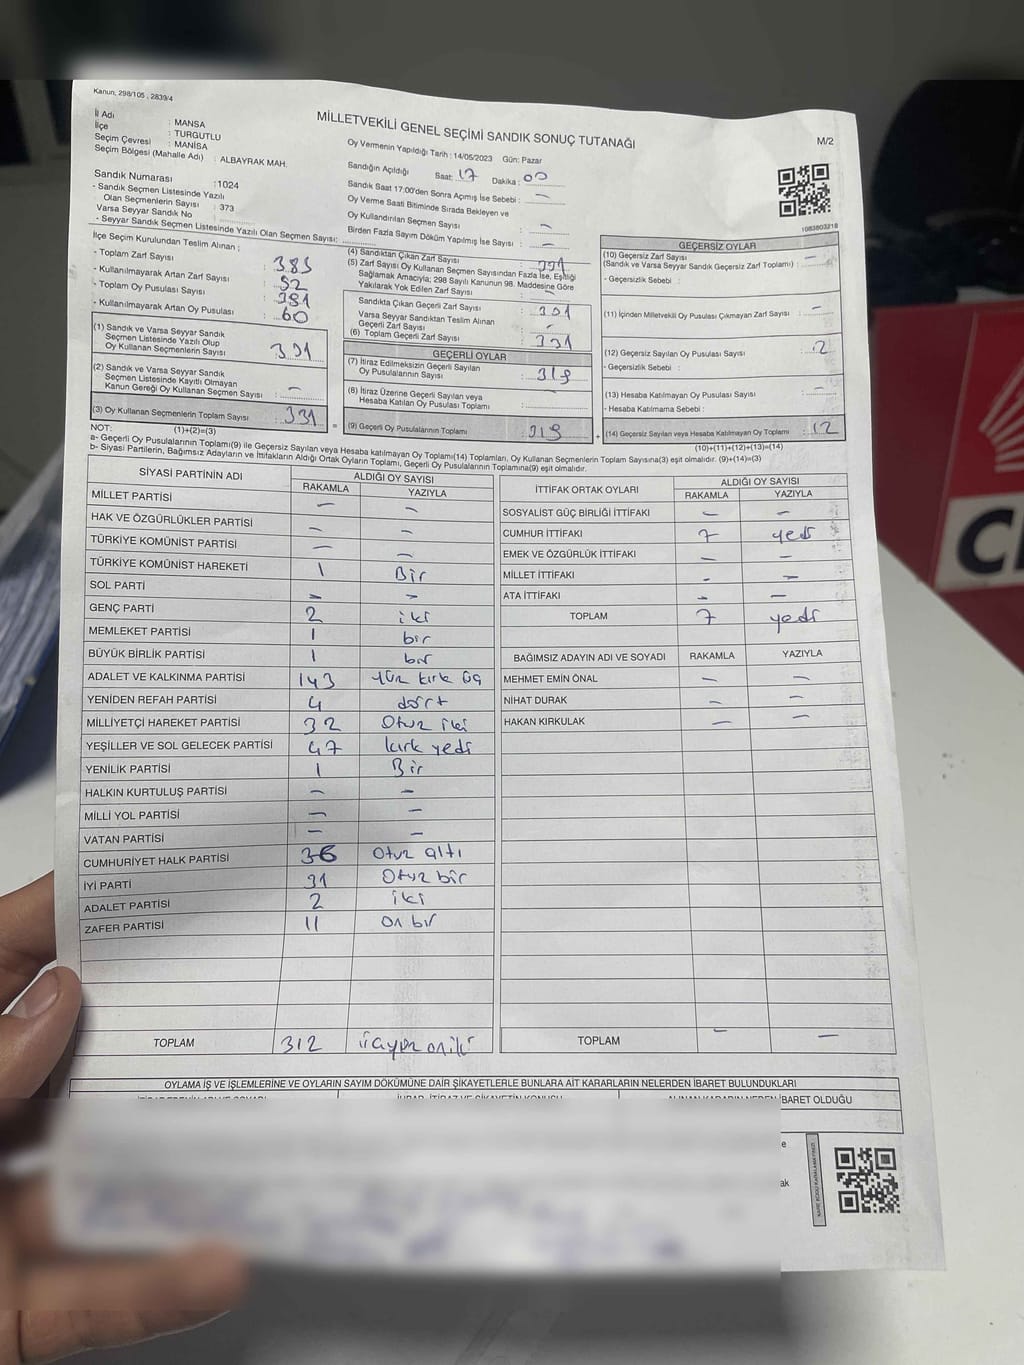 Kanun, 298/105 , 2839/4
MİLLETVEKİLİ GENEL SEÇİMİ SANDIK SONUÇ TUTANAĞI
M/2
İl Adı : MANSA
İlçe : TURGUTLU
Seçim Çevresi : MANİSA
Seçim Bölgesi (Mahalle Adı) : ALBAYRAK MAH.
Oy Vermenin Yapıldığı Tarih : 14/05/2023 Gün: Pazar
Sandığın Açıldığı Saat: 17 Dakika : 00
Sandık Saat 17:00'den Sonra Açımış İse Sebebi : –
Oy Verme Saati Bitiminde Sırada Bekleyen ve
Oy Kullandırılan Seçmen Sayısı : –
Birden Fazla Sayım Döküm Yapılmış İse Sayısı : –
1083803218
Sandık Numarası : 1024
- Sandık Seçmen Listesinde Yazılı
Olan Seçmenlerin Sayısı : 373
Varsa Seyyar Sandık No :
- Seyyar Sandık Seçmen Listesinde Yazılı Olan Seçmen Sayısı:
İlçe Seçim Kurulundan Teslim Alınan ;
- Toplam Zarf Sayısı : 383
- Kullanılmayarak Artan Zarf Sayısı : 52
- Toplam Oy Pusulası Sayısı : 391
- Kullanılmayarak Artan Oy Pusulası : 60
(1) Sandık ve Varsa Seyyar Sandık
Seçmen Listesinde Yazılı Olup
Oy Kullanan Seçmenlerin Sayısı : 331
(2) Sandık ve Varsa Seyyar Sandık
Seçmen Listesinde Kayıtlı Olmayan
Kanun Gereği Oy Kullanan Seçmen Sayısı : –
(3) Oy Kullanan Seçmenlerin Toplam Sayısı : 331
(4) Sandıktan Çıkan Zarf Sayısı : 331
(5) Zarf Sayısı Oy Kullanan Seçmen Sayısından Fazla İse, Eşitliği
Sağlamak Amacıyla; 298 Sayılı Kanunun 98. Maddesine Göre
Yakılarak Yok Edilen Zarf Sayısı : –
Sandıkta Çıkan Geçerli Zarf Sayısı : 331
Varsa Seyyar Sandıktan Teslim Alınan
Geçerli Zarf Sayısı : –
(6) Toplam Geçerli Zarf Sayısı : 331
GEÇERLİ OYLAR
(7) İtiraz Edilmeksizin Geçerli Sayılan
Oy Pusulalarının Sayısı : 319
(8) İtiraz Üzerine Geçerli Sayılan veya
Hesaba Katılan Oy Pusulası Toplamı :
= (9) Geçerli Oy Pusulalarının Toplamı : 319
GEÇERSİZ OYLAR
(10) Geçersiz Zarf Sayısı
(Sandık ve Varsa Seyyar Sandık Geçersiz Zarf Toplamı) : –
- Geçersizlik Sebebi :
(11) İçinden Milletvekili Oy Pusulası Çıkmayan Zarf Sayısı : –
(12) Geçersiz Sayılan Oy Pusulası Sayısı : 12
- Geçersizlik Sebebi :
(13) Hesaba Katılmayan Oy Pusulası Sayısı : –
- Hesaba Katılmama Sebebi :
+ (14) Geçersiz Sayılan veya Hesaba Katılmayan Oy Toplamı : 12
NOT: (1)+(2)=(3) (10)+(11)+(12)+(13)=(14)
a- Geçerli Oy Pusulalarının Toplamı(9) ile Geçersiz Sayılan veya Hesaba Katılmayan Oy Toplamı(14) Toplamları, Oy Kullanan Seçmenlerin Toplam Sayısına(3) eşit olmalıdır. (9)+(14)=(3)
b- Siyasi Partilerin, Bağımsız Adayların ve İttifakların Aldığı Ortak Oyların Toplamı, Geçerli Oy Pusulalarının Toplamına(9) eşit olmalıdır.
SİYASİ PARTİNİN ADI ALDIĞI OY SAYISI
RAKAMLA YAZIYLA
MİLLET PARTİSİ – –
HAK VE ÖZGÜRLÜKLER PARTİSİ – –
TÜRKİYE KOMÜNİST PARTİSİ – –
TÜRKİYE KOMÜNİST HAREKETİ 1 Bir
SOL PARTİ – –
GENÇ PARTİ 2 iki
MEMLEKET PARTİSİ 1 bir
BÜYÜK BİRLİK PARTİSİ 1 bir
ADALET VE KALKINMA PARTİSİ 143 yüz kırk üç
YENİDEN REFAH PARTİSİ 4 dört
MİLLİYETÇİ HAREKET PARTİSİ 32 Otuz iki
YEŞİLLER VE SOL GELECEK PARTİSİ 47 kırk yedi
YENİLİK PARTİSİ 1 Bir
HALKIN KURTULUŞ PARTİSİ – –
MİLLİ YOL PARTİSİ – –
VATAN PARTİSİ – –
CUMHURİYET HALK PARTİSİ 36 Otuz altı
İYİ PARTİ 31 Otuz bir
ADALET PARTİSİ 2 iki
ZAFER PARTİSİ 11 on bir
TOPLAM 312 üçyüz oniki
İTTİFAK ORTAK OYLARI ALDIĞI OY SAYISI
RAKAMLA YAZIYLA
SOSYALİST GÜÇ BİRLİĞİ İTTİFAKI – –
CUMHUR İTTİFAKI 7 yedi
EMEK VE ÖZGÜRLÜK İTTİFAKI – –
MİLLET İTTİFAKI – –
ATA İTTİFAKI – –
TOPLAM 7 yedi
BAĞIMSIZ ADAYIN ADI VE SOYADI RAKAMLA YAZIYLA
MEHMET EMİN ÖNAL – –
NİHAT DURAK – –
HAKAN KIRKULAK – –
TOPLAM – –
OYLAMA İŞ VE İŞLEMLERİNE VE OYLARIN SAYIM DÖKÜMÜNE DAİR ŞİKAYETLERLE BUNLARA AİT KARARLARIN NELERDEN İBARET BULUNDUKLARI
İBARET OLDUĞU